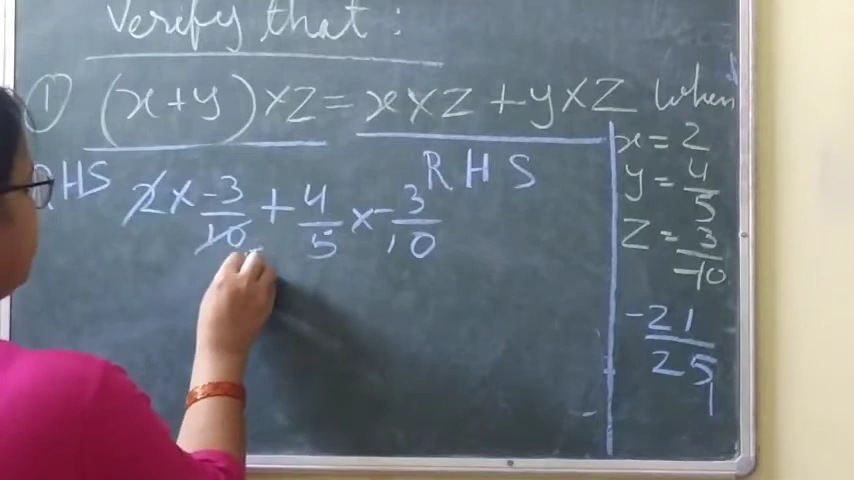 Verify that :
① (x+y)×Z = x×Z + y×Z When
x = 2
y = 4/5
Z = 3/-10
RHS
RHS 2 × -3/10 + 4/5 × -3/10
-21/25